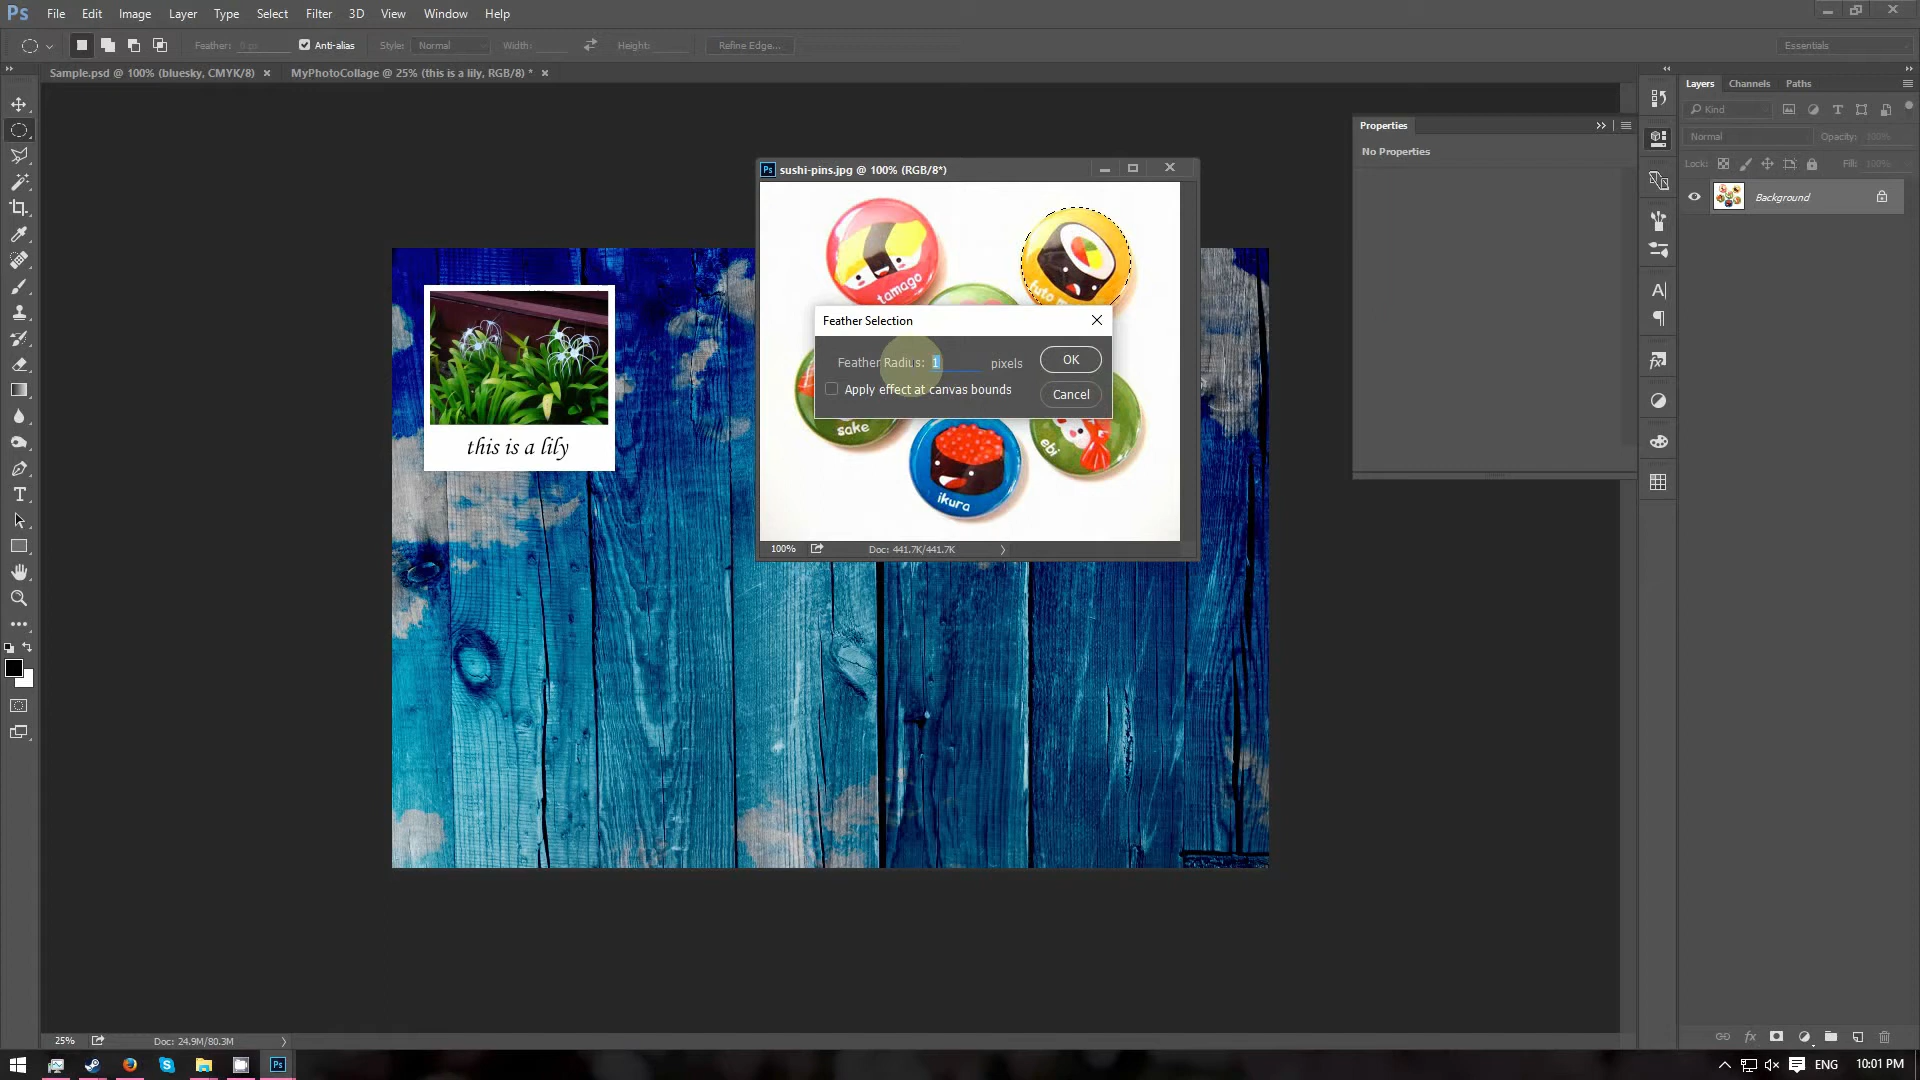 Ps File Edit Image Layer Type Select Filter 3D View Window Help
Feather: 0 px Anti-alias Style: Normal Width: Height: Refine Edge... Essentials
Sample.psd @ 100% (bluesky, CMYK/8) × MyPhotoCollage @ 25% (this is a lily, RGB/8) * ×
Layers Channels Paths
Kind
Normal Opacity: 100%
Lock: Fill: 100%
Background
Properties
No Properties
Ps sushi-pins.jpg @ 100% (RGB/8*)
tamago
futo m
Feather Selection
Feather Radius: 1 pixels OK
Apply effect at canvas bounds Cancel
sake
ebi
ikura
this is a lily
100% Doc: 441.7K/441.7K
25% Doc: 24.9M/80.3M
ENG 10:01 PM